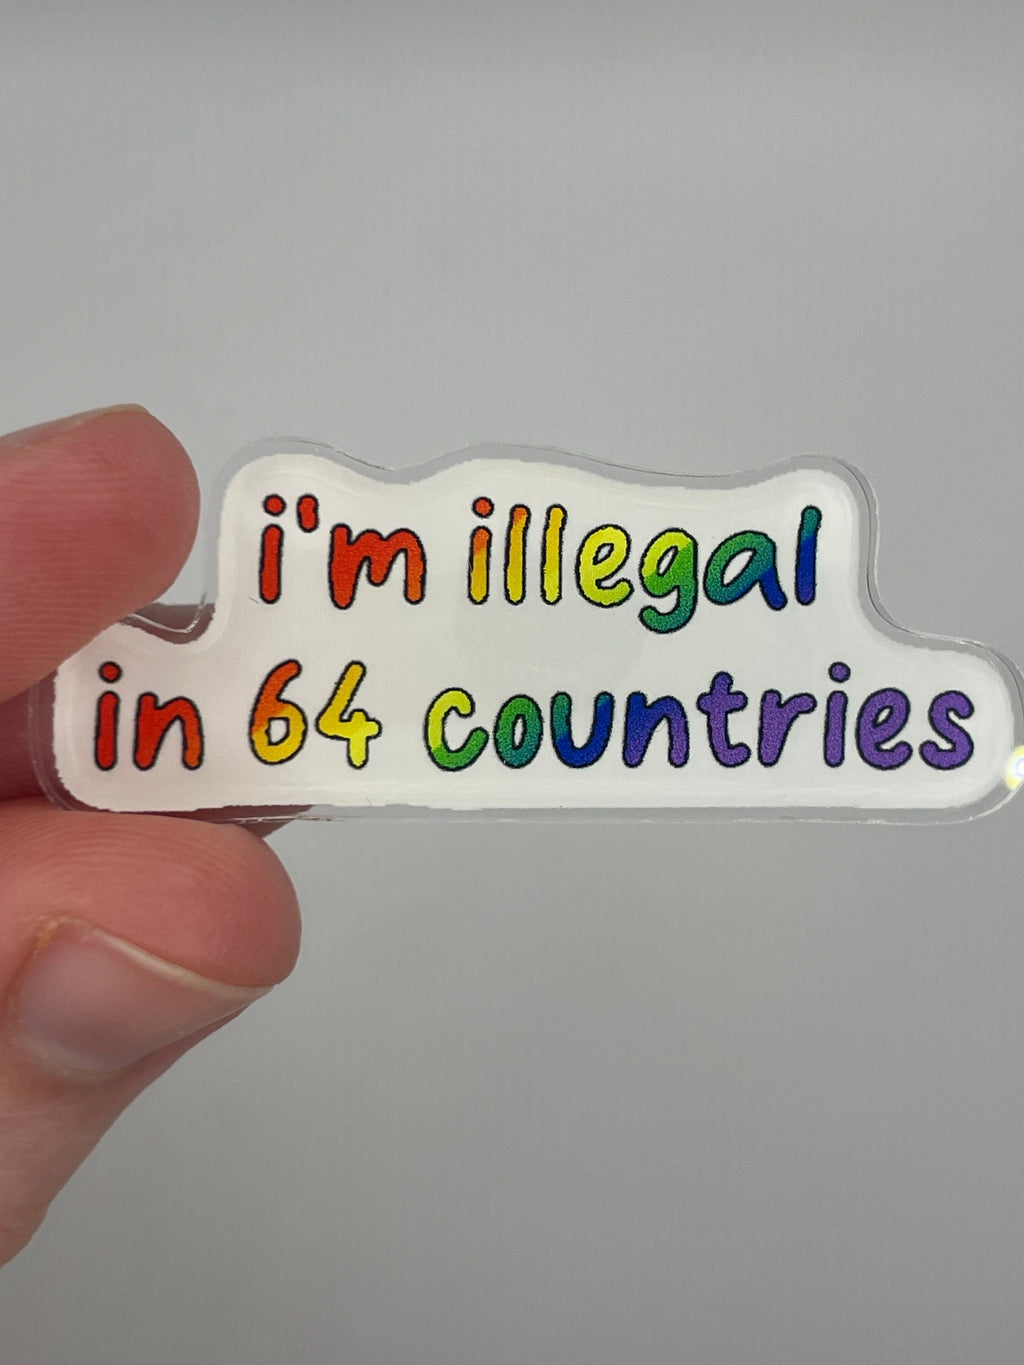 i'm illegal
in 64 countries